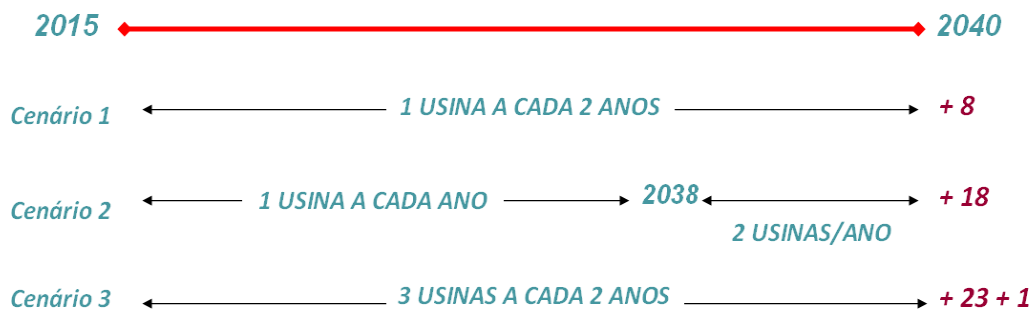 2015 2040
Cenário 1 1 USINA A CADA 2 ANOS + 8
Cenário 2 1 USINA A CADA ANO 2038 + 18
2 USINAS/ANO
Cenário 3 3 USINAS A CADA 2 ANOS + 23 + 1